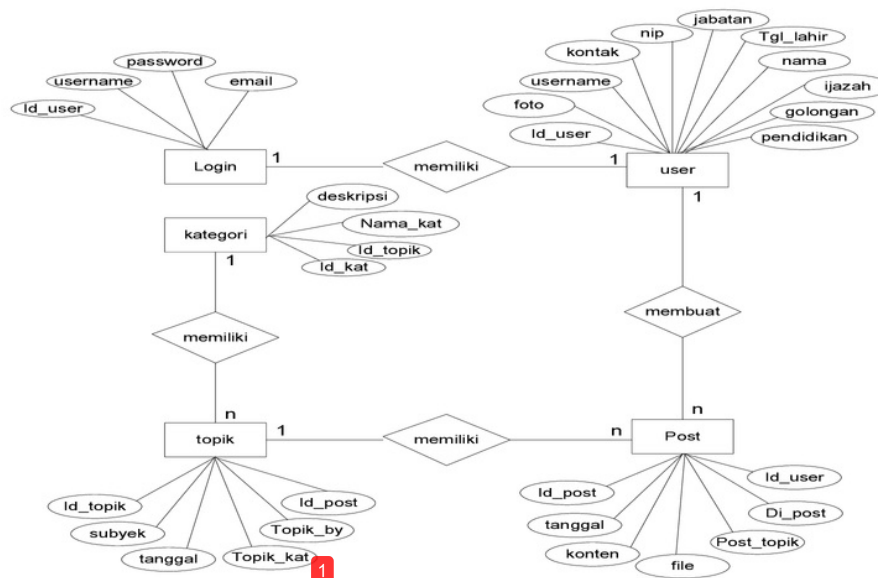 password
username
email
Id_user
Login
1
memiliki
1
jabatan
nip
Tgl_lahir
kontak
nama
username
ijazah
foto
golongan
Id_user
pendidikan
user
1
deskripsi
Nama_kat
Id_topik
Id_kat
kategori
1
memiliki
n
membuat
n
topik
1
memiliki
n
Post
Id_topik
subyek
tanggal
Topik_kat
Topik_by
Id_post
1
Id_post
tanggal
konten
file
Post_topik
Di_post
Id_user